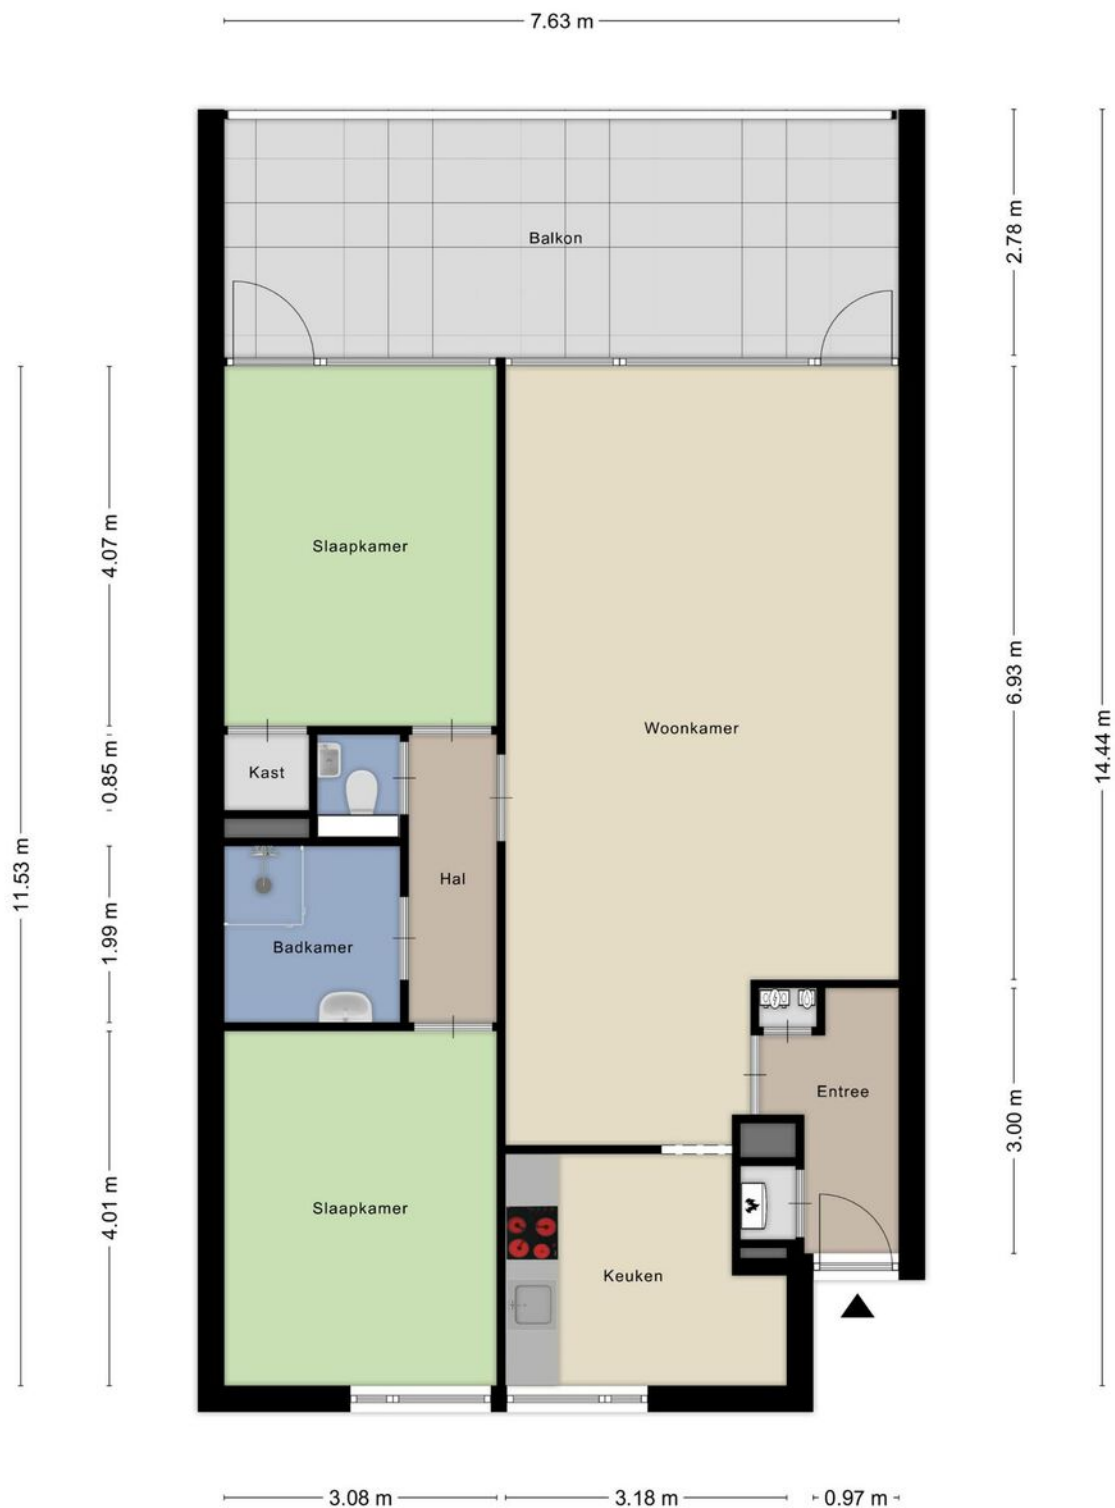 7.63 m
Balkon
2.78 m
Slaapkamer
4.07 m
Woonkamer
6.93 m
14.44 m
Kast
0.85 m
Hal
11.53 m
Badkamer
1.99 m
Entree
3.00 m
Slaapkamer
4.01 m
Keuken
3.08 m
3.18 m
0.97 m